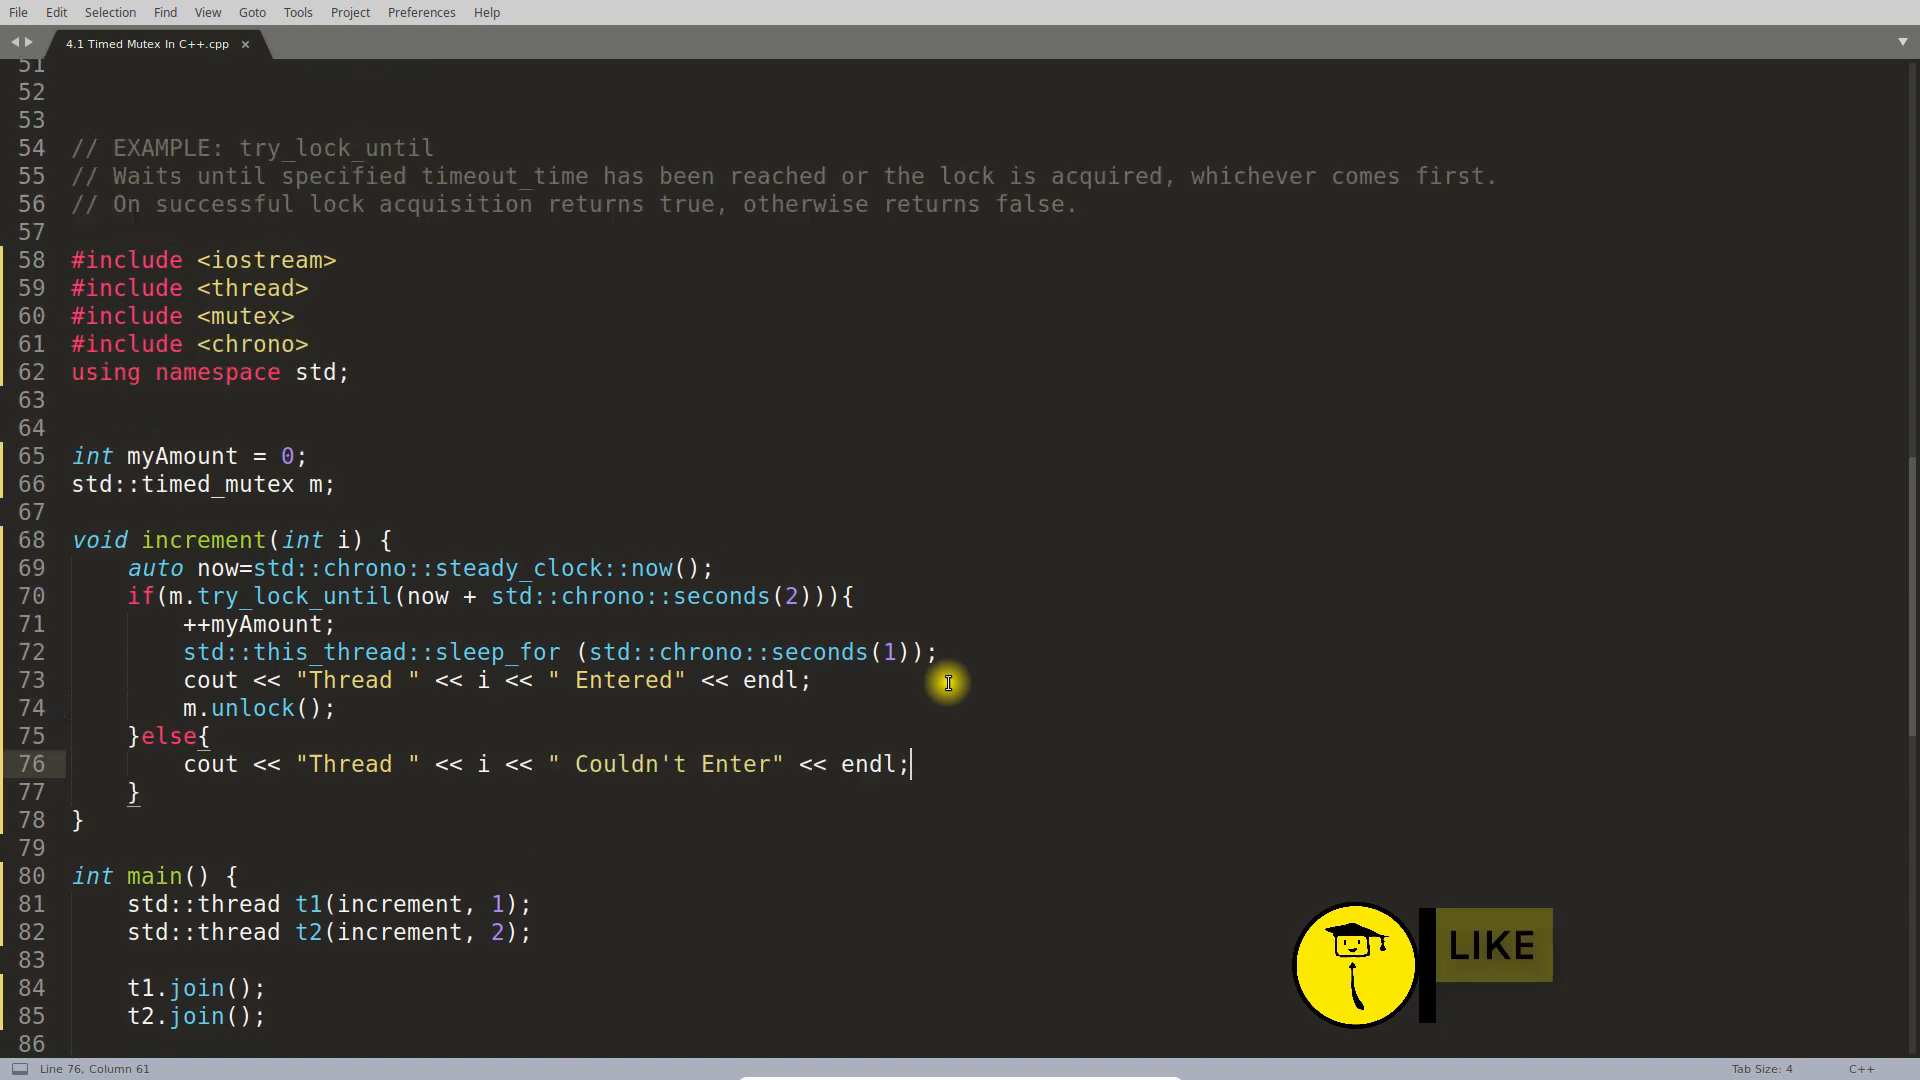 File Edit Selection Find View Goto Tools Project Preferences Help
4.1 Timed Mutex In C++.cpp ×
51
52
53
54 // EXAMPLE: try_lock_until
55 // Waits until specified timeout_time has been reached or the lock is acquired, whichever comes first.
56 // On successful lock acquisition returns true, otherwise returns false.
57
58 #include <iostream>
59 #include <thread>
60 #include <mutex>
61 #include <chrono>
62 using namespace std;
63
64
65 int myAmount = 0;
66 std::timed_mutex m;
67
68 void increment(int i) {
69     auto now=std::chrono::steady_clock::now();
70     if(m.try_lock_until(now + std::chrono::seconds(2))){
71         ++myAmount;
72         std::this_thread::sleep_for (std::chrono::seconds(1));
73         cout << "Thread " << i << " Entered" << endl;
74         m.unlock();
75     }else{
76         cout << "Thread " << i << " Couldn't Enter" << endl;
77     }
78 }
79
80 int main() {
81     std::thread t1(increment, 1);
82     std::thread t2(increment, 2);
83
84     t1.join();
85     t2.join();
86
LIKE
Line 76, Column 61 Tab Size: 4 C++